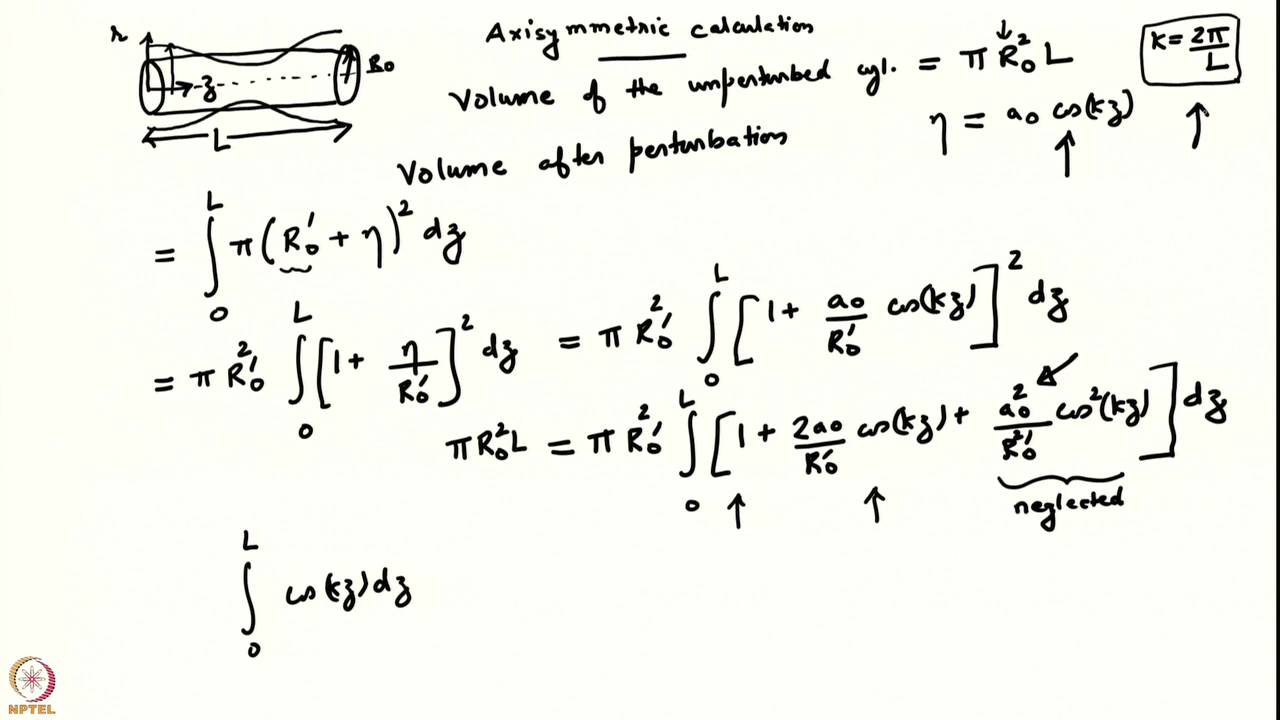 Axisymmetric calculation
r
R₀
z
L
Volume of the unperturbed cyl. = π R₀² L
K = 2π/L
η = a₀ cos(kz)
Volume after perturbation
= ∫₀ᴸ π (R₀′ + η)² dz
= π R₀′² ∫₀ᴸ [1 + η/R₀′]² dz = π R₀′² ∫₀ᴸ [1 + a₀/R₀′ cos(kz)]² dz
πR₀²L = π R₀′² ∫₀ᴸ [1 + 2a₀/R₀′ cos(kz) + a₀²/R₀′² cos²(kz)] dz
neglected
∫₀ᴸ cos(kz) dz
NPTEL